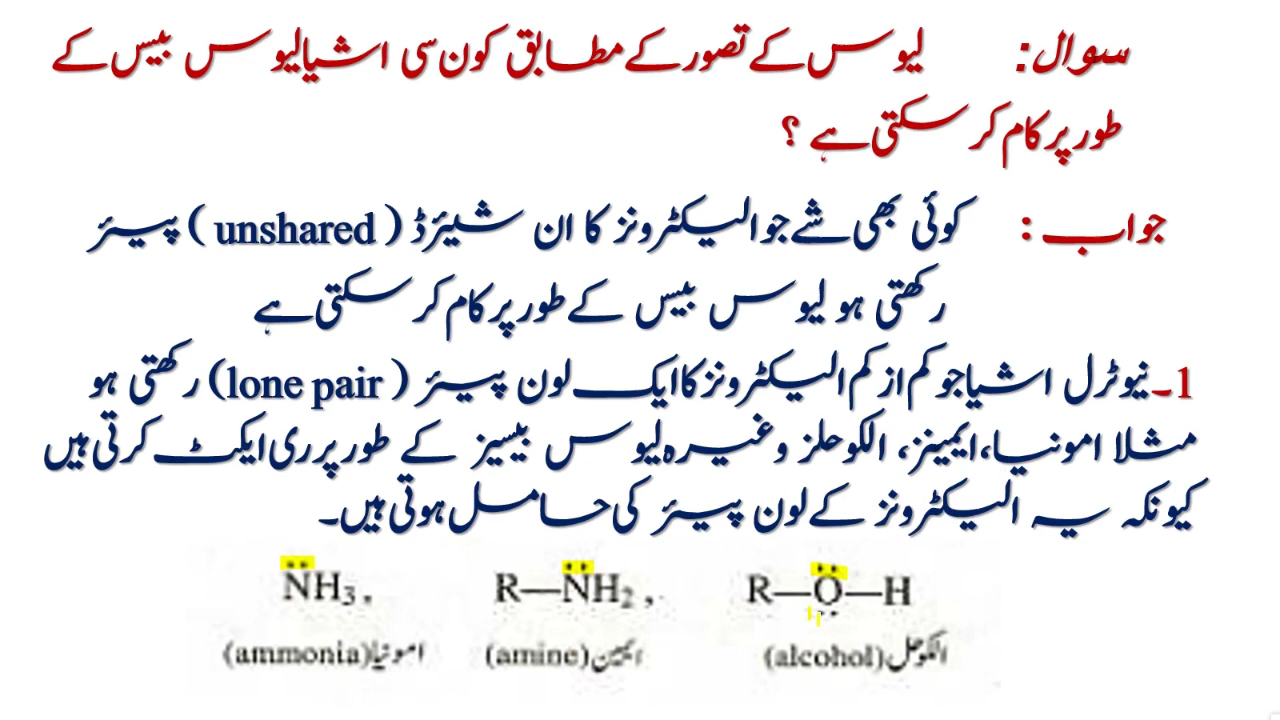 سوال: لیوس کے تصور کے مطابق کون سی اشیا لیوس بیس کے
طور پر کام کر سکتی ہے ؟
جواب : کوئی بھی شے جو الیکٹرونز کا ان شیئرڈ ( unshared ) پیئر
رکھتی ہو لیوس بیس کے طور پر کام کر سکتی ہے
1۔ نیوٹرل اشیا جو کم از کم الیکٹرونز کا ایک لون پیئر ( lone pair ) رکھتی ہو
مثلا امونیا، ایمینز، الکوحلز وغیرہ لیوس بیسیز کے طور پر ری ایکٹ کرتی ہیں
کیونکہ یہ الیکٹرونز کے لون پیئر کی حامل ہوتی ہیں۔
NH₃ , R—NH₂ , R—O—H
امونیا (ammonia) ایمین (amine) الکوحل (alcohol)